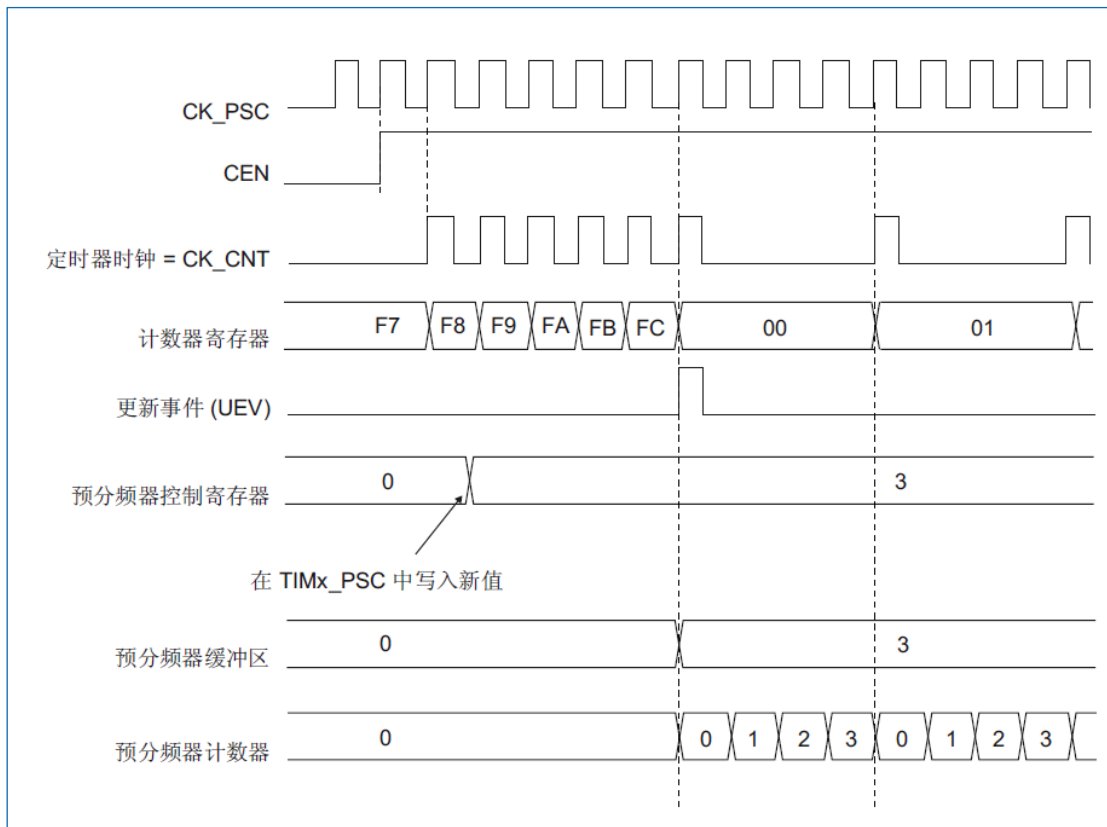 CK_PSC
CEN
定时器时钟 = CK_CNT
计数器寄存器 F7 F8 F9 FA FB FC 00 01
更新事件 (UEV)
预分频器控制寄存器 0 3
在 TIMx_PSC 中写入新值
预分频器缓冲区 0 3
预分频器计数器 0 0 1 2 3 0 1 2 3